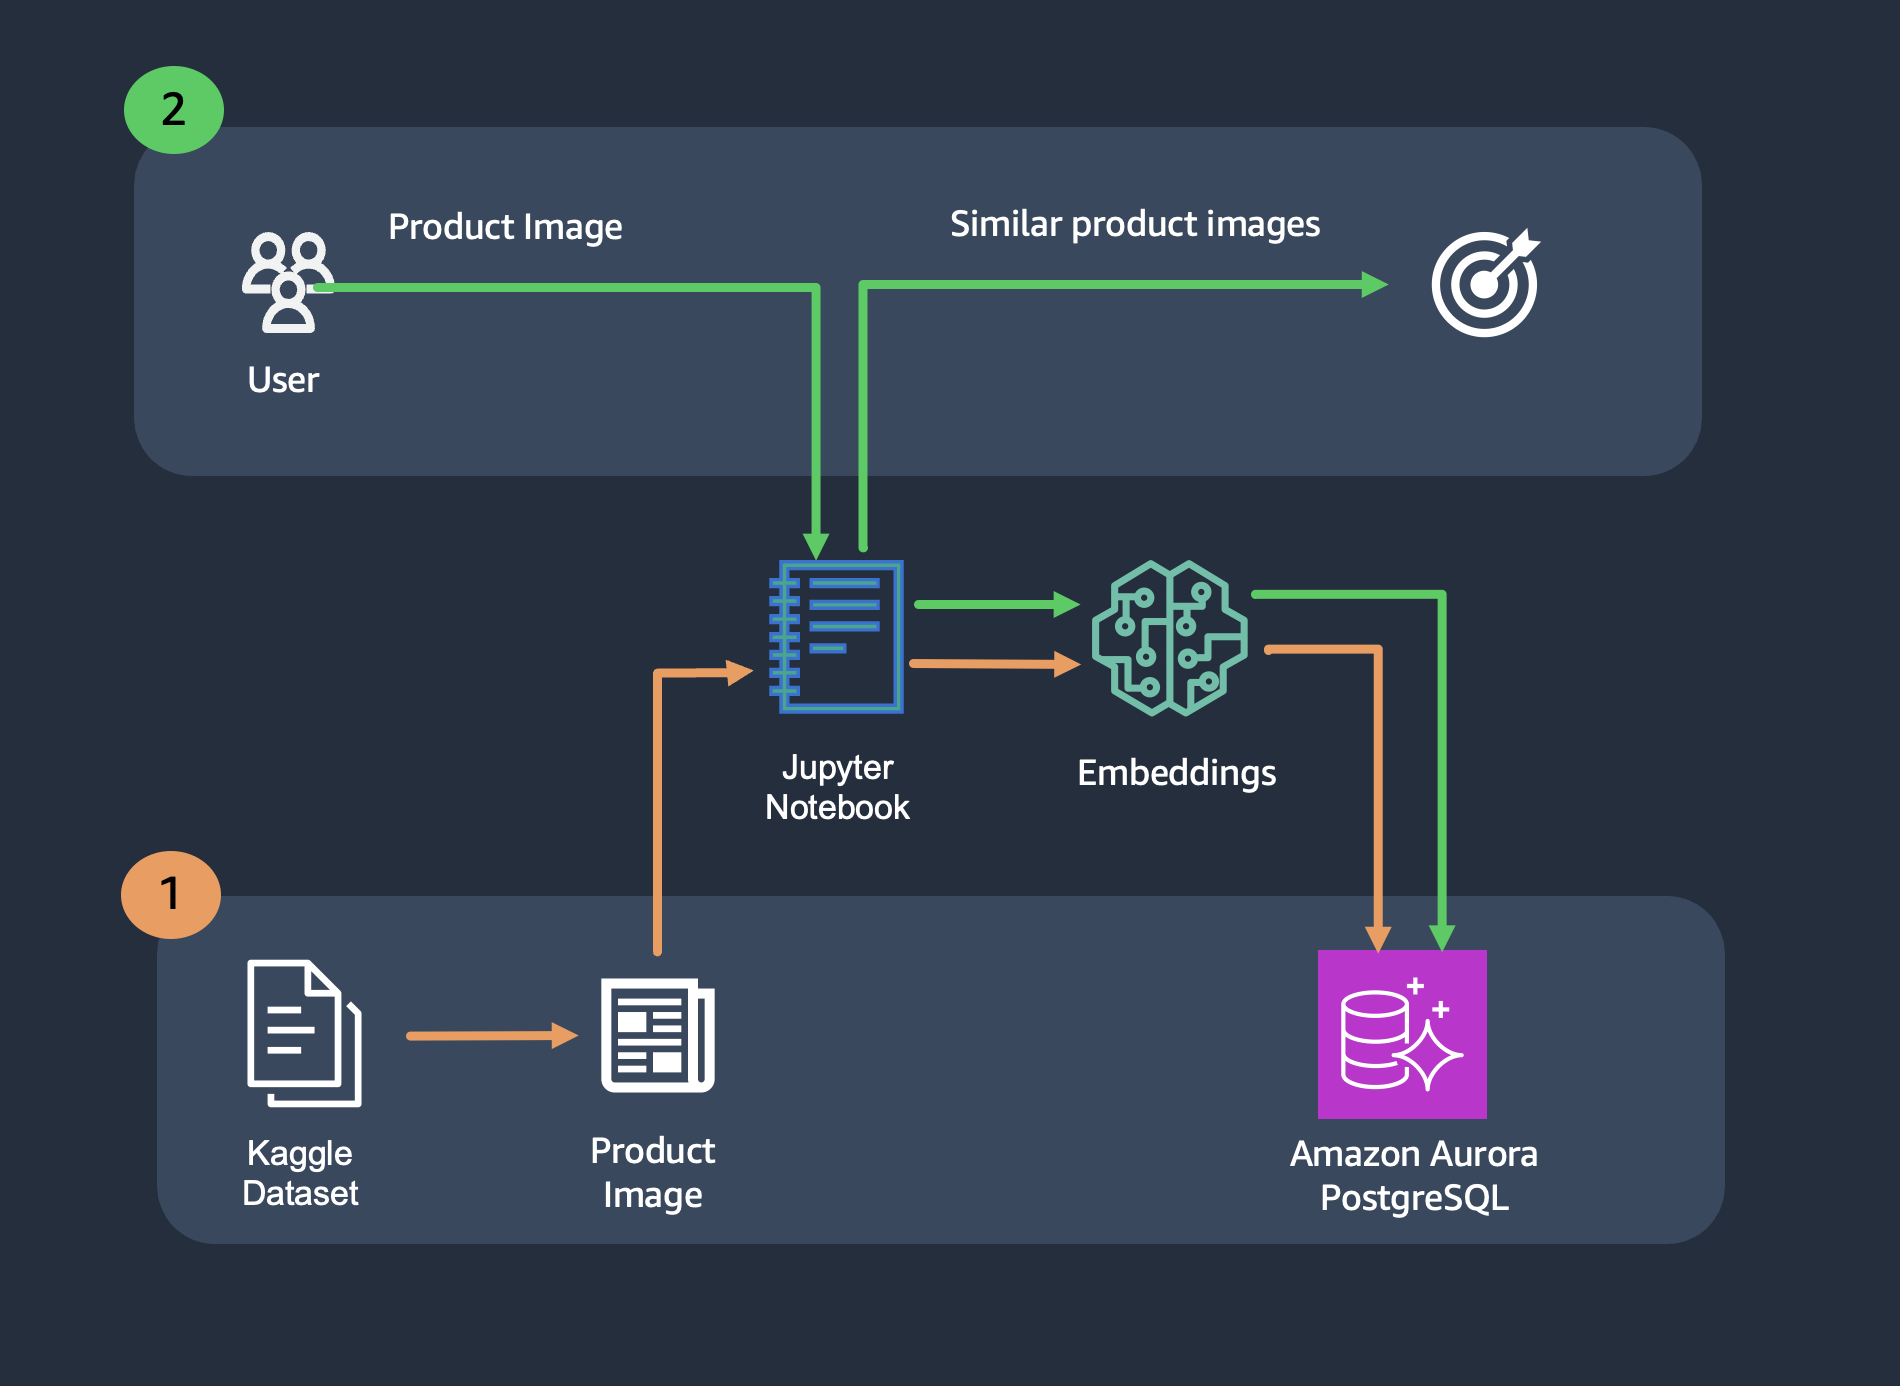 2
Product Image
Similar product images
User
Jupyter
Notebook
Embeddings
1
Kaggle
Dataset
Product
Image
Amazon Aurora
PostgreSQL